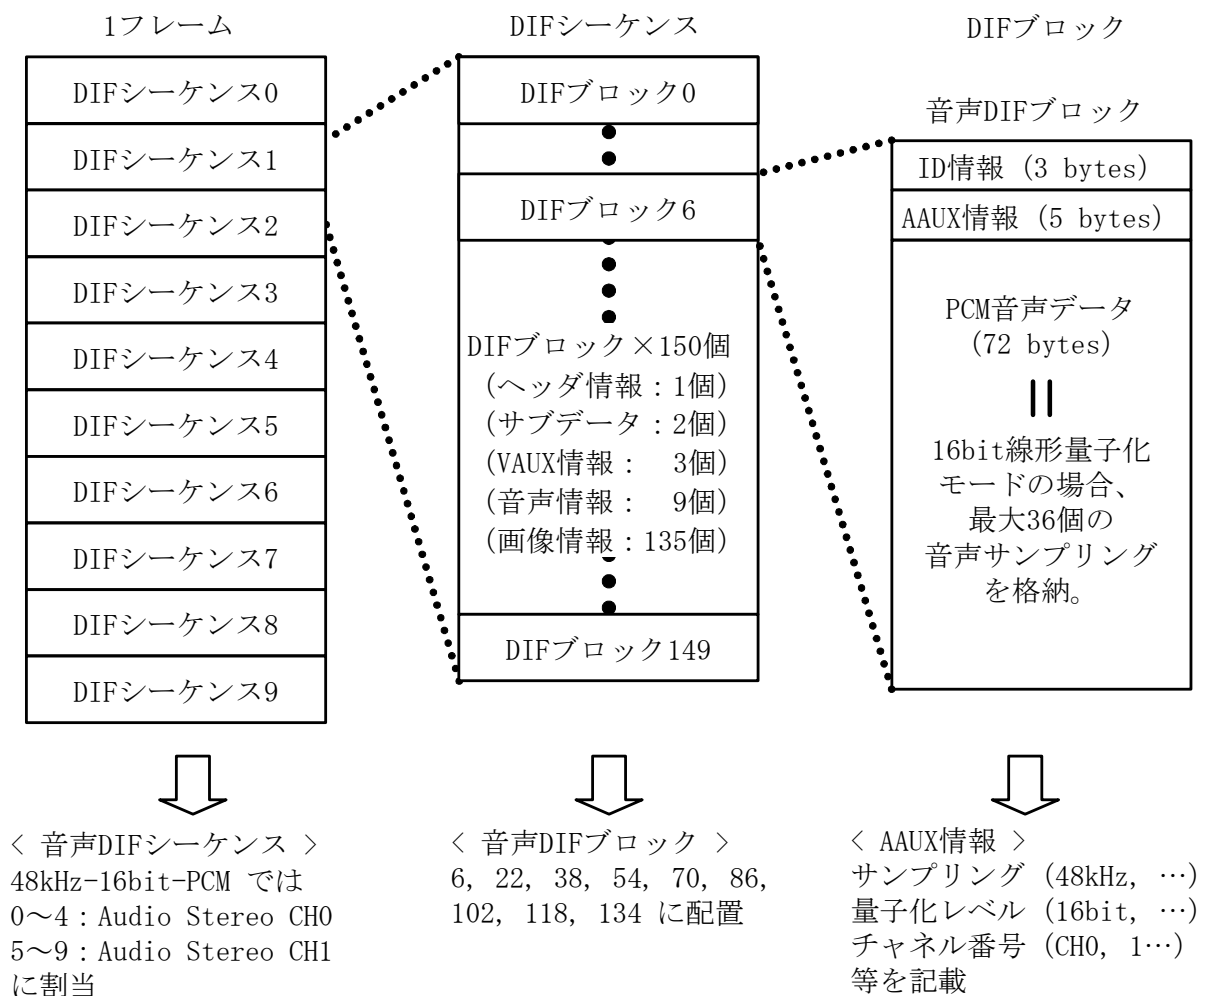 1フレーム
DIFシーケンス0
DIFシーケンス1
DIFシーケンス2
DIFシーケンス3
DIFシーケンス4
DIFシーケンス5
DIFシーケンス6
DIFシーケンス7
DIFシーケンス8
DIFシーケンス9
< 音声DIFシーケンス >
48kHz-16bit-PCM では
0～4：Audio Stereo CH0
5～9：Audio Stereo CH1
に割当
DIFシーケンス
DIFブロック0
DIFブロック6
DIFブロック×150個
(ヘッダ情報：1個)
(サブデータ：2個)
(VAUX情報： 3個)
(音声情報： 9個)
(画像情報：135個)
DIFブロック149
< 音声DIFブロック >
6, 22, 38, 54, 70, 86,
102, 118, 134 に配置
DIFブロック
音声DIFブロック
ID情報 (3 bytes)
AAUX情報 (5 bytes)
PCM音声データ
(72 bytes)
16bit線形量子化
モードの場合、
最大36個の
音声サンプリング
を格納。
< AAUX情報 >
サンプリング (48kHz, …)
量子化レベル (16bit, …)
チャネル番号 (CH0, 1…)
等を記載